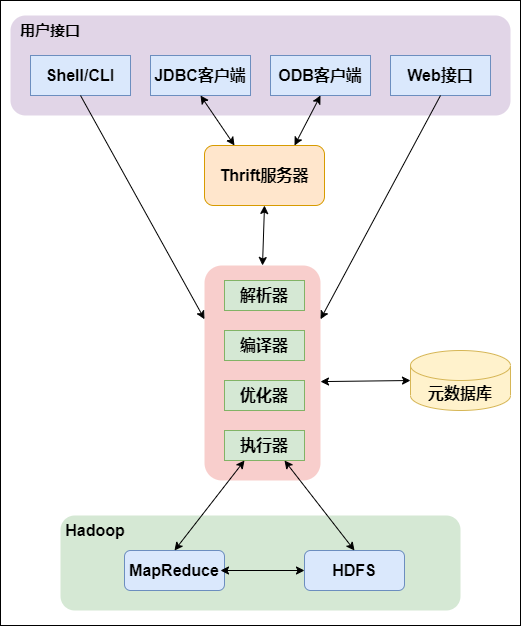 用户接口
Shell/CLI
JDBC客户端
ODB客户端
Web接口
Thrift服务器
解析器
编译器
优化器
执行器
元数据库
Hadoop
MapReduce
HDFS